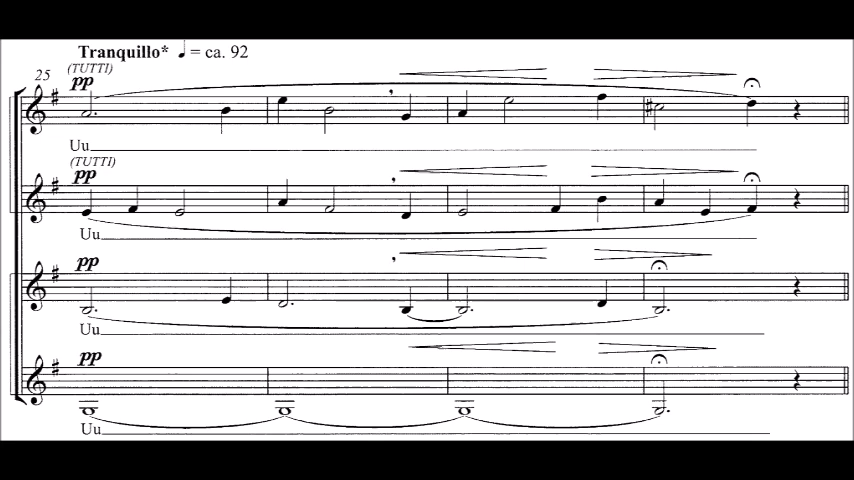 Tranquillo* ♩ = ca. 92
25
(TUTTI)
pp
Uu
(TUTTI)
pp
Uu
pp
Uu
pp
Uu